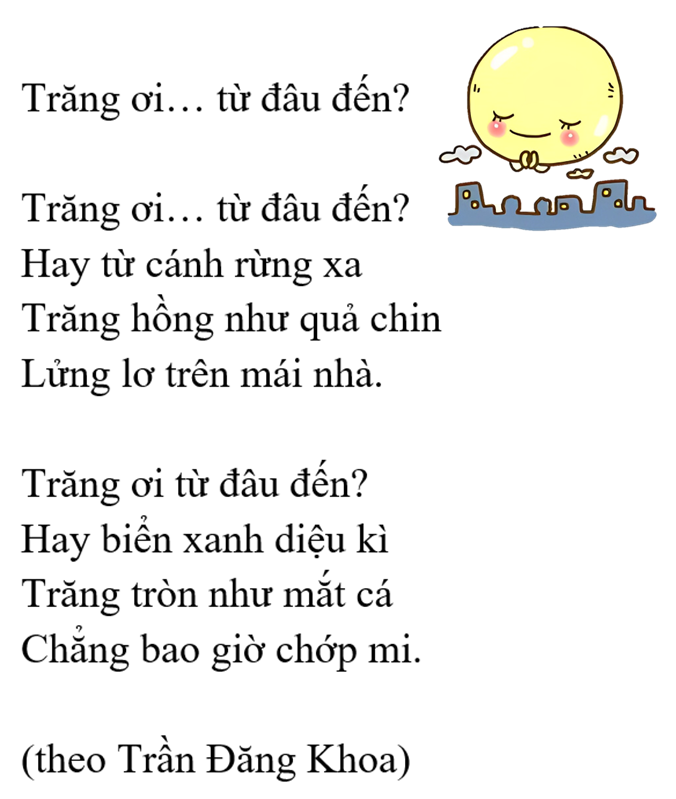 Trăng ơi… từ đâu đến?
Trăng ơi… từ đâu đến?
Hay từ cánh rừng xa
Trăng hồng như quả chin
Lửng lơ trên mái nhà.
Trăng ơi từ đâu đến?
Hay biển xanh diệu kì
Trăng tròn như mắt cá
Chẳng bao giờ chớp mi.
(theo Trần Đăng Khoa)